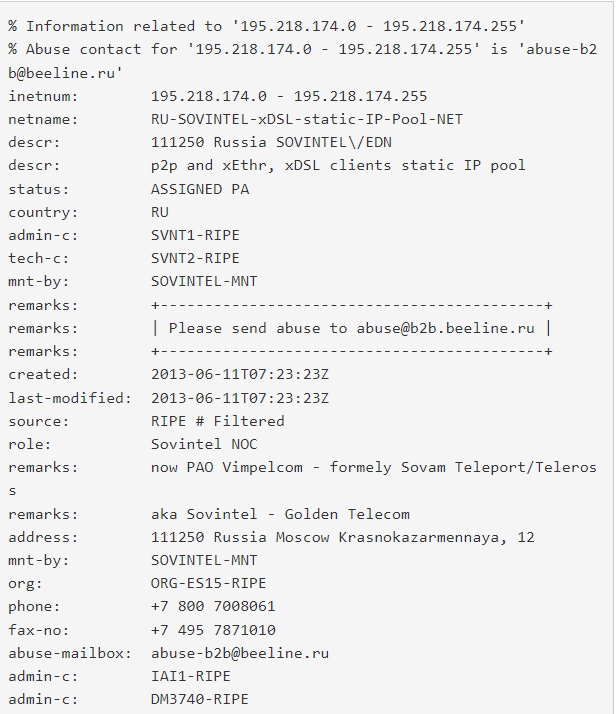 % Information related to '195.218.174.0 - 195.218.174.255'
% Abuse contact for '195.218.174.0 - 195.218.174.255' is 'abuse-b2
b@beeline.ru'
inetnum:        195.218.174.0 - 195.218.174.255
netname:        RU-SOVINTEL-xDSL-static-IP-Pool-NET
descr:          111250 Russia SOVINTEL\/EDN
descr:          p2p and xEthr, xDSL clients static IP pool
status:         ASSIGNED PA
country:        RU
admin-c:        SVNT1-RIPE
tech-c:         SVNT2-RIPE
mnt-by:         SOVINTEL-MNT
remarks:        +-------------------------------------------+
remarks:        | Please send abuse to abuse@b2b.beeline.ru |
remarks:        +-------------------------------------------+
created:        2013-06-11T07:23:23Z
last-modified:  2013-06-11T07:23:23Z
source:         RIPE # Filtered
role:           Sovintel NOC
remarks:        now PAO Vimpelcom - formely Sovam Teleport/Teleros
s
remarks:        aka Sovintel - Golden Telecom
address:        111250 Russia Moscow Krasnokazarmennaya, 12
mnt-by:         SOVINTEL-MNT
org:            ORG-ES15-RIPE
phone:          +7 800 7008061
fax-no:         +7 495 7871010
abuse-mailbox:  abuse-b2b@beeline.ru
admin-c:        IAI1-RIPE
admin-c:        DM3740-RIPE